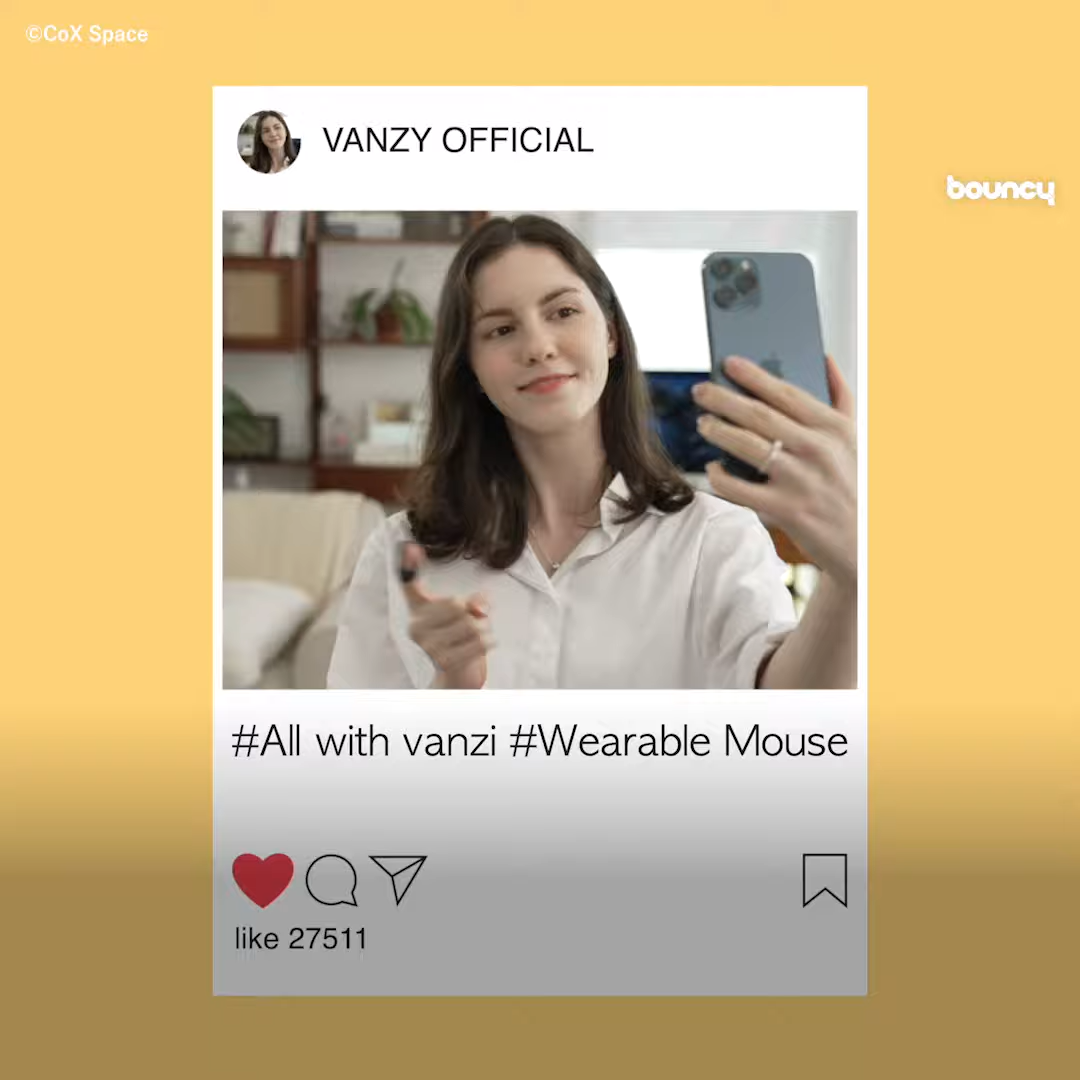 ©CoX Space
VANZY OFFICIAL
bouncy
#All with vanzi #Wearable Mouse
like 27511